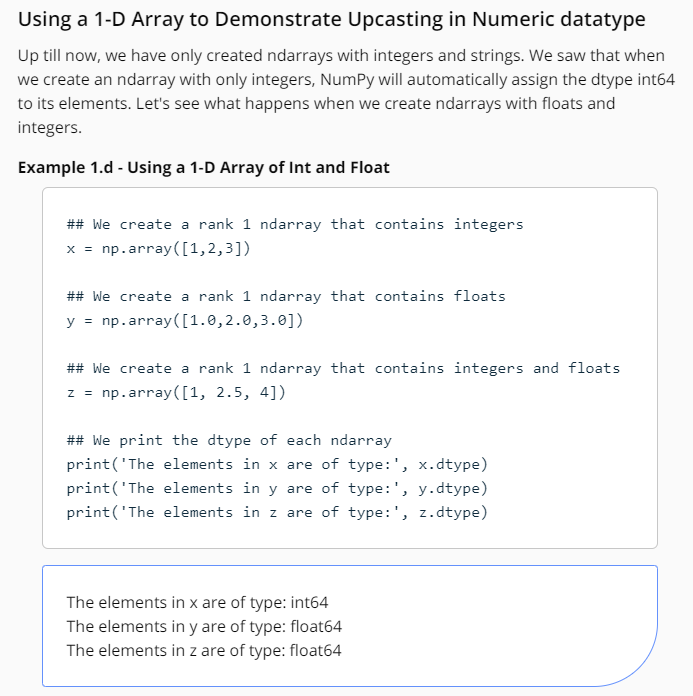 Using a 1-D Array to Demonstrate Upcasting in Numeric datatype
Up till now, we have only created ndarrays with integers and strings. We saw that when
we create an ndarray with only integers, NumPy will automatically assign the dtype int64
to its elements. Let's see what happens when we create ndarrays with floats and
integers.
Example 1.d - Using a 1-D Array of Int and Float
## We create a rank 1 ndarray that contains integers
x = np.array([1,2,3])
## We create a rank 1 ndarray that contains floats
y = np.array([1.0,2.0,3.0])
## We create a rank 1 ndarray that contains integers and floats
z = np.array([1, 2.5, 4])
## We print the dtype of each ndarray
print('The elements in x are of type:', x.dtype)
print('The elements in y are of type:', y.dtype)
print('The elements in z are of type:', z.dtype)
The elements in x are of type: int64
The elements in y are of type: float64
The elements in z are of type: float64